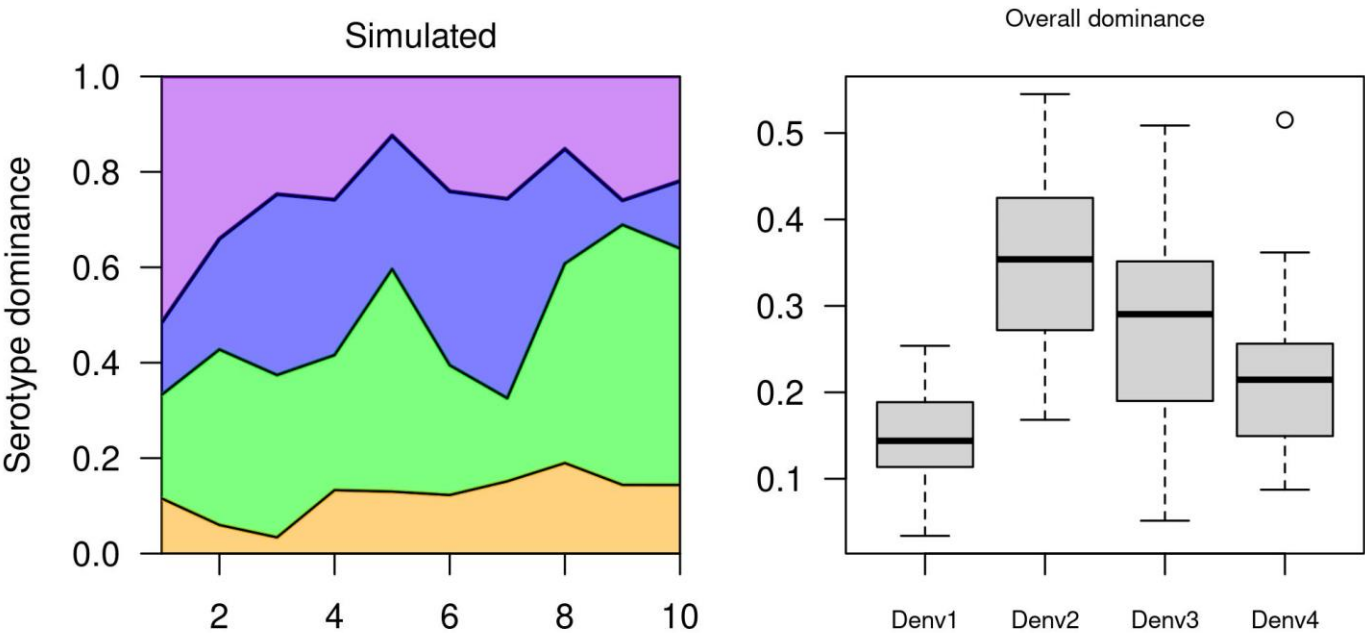 Simulated
Serotype dominance
1.0
0.8
0.6
0.4
0.2
0.0
2 4 6 8 10
Overall dominance
0.5
0.4
0.3
0.2
0.1
Denv1 Denv2 Denv3 Denv4